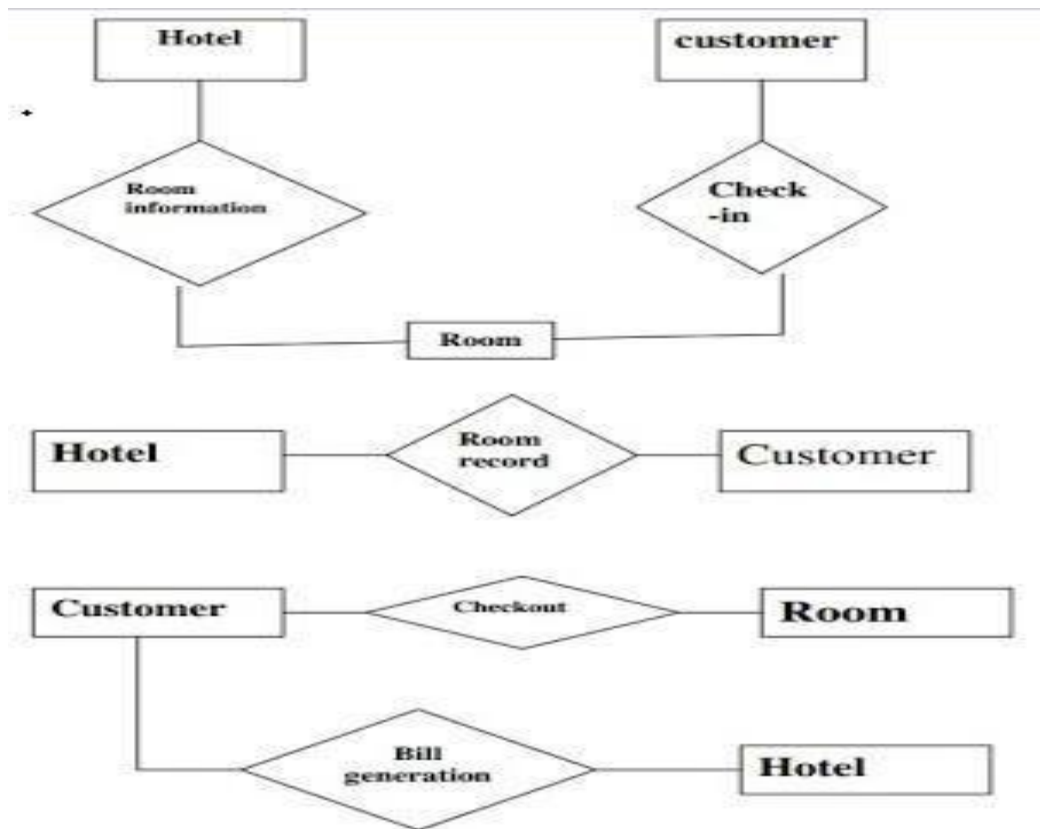 Hotel
customer
Room
information
Check
-in
Room
Hotel
Room
record
Customer
Customer
Checkout
Room
Bill
generation
Hotel